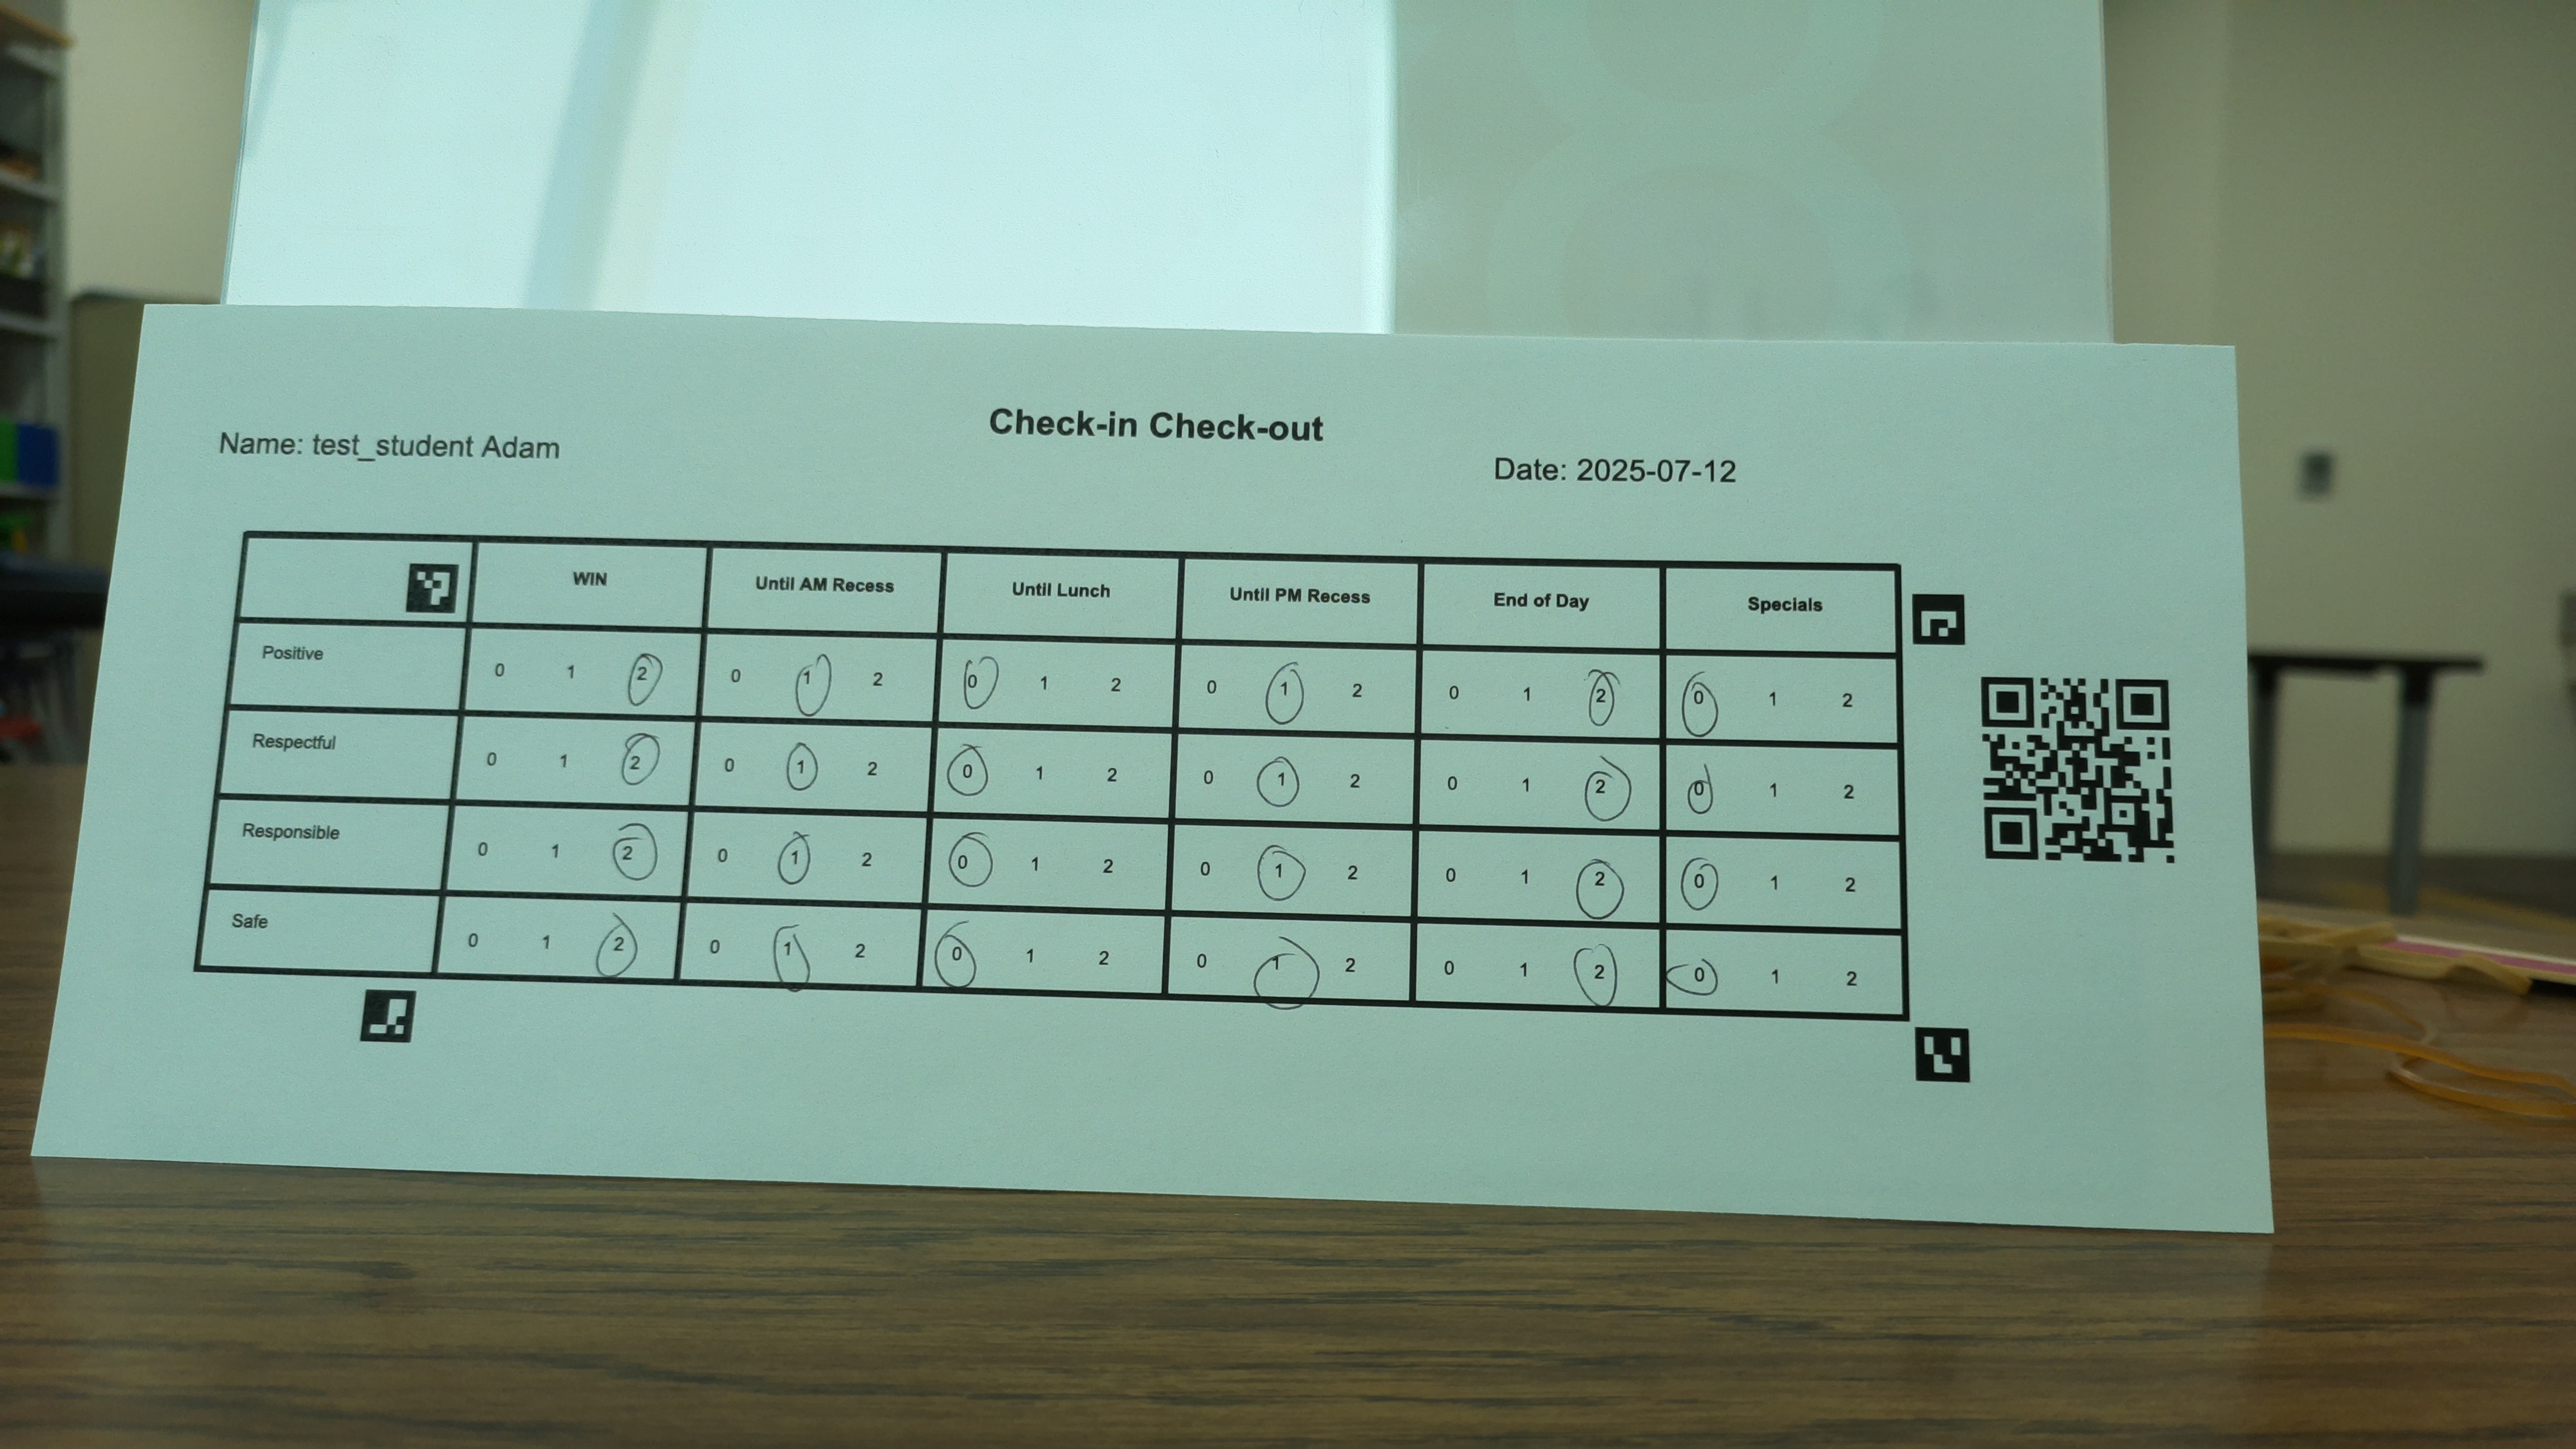 Check-in Check-out
Name: test_student Adam
Date: 2025-07-12
WIN Until AM Recess Until Lunch Until PM Recess End of Day Specials
Positive 0 1 2 0 1 2 0 1 2 0 1 2 0 1 2 0 1 2
Respectful 0 1 2 0 1 2 0 1 2 0 1 2 0 1 2 0 1 2
Responsible 0 1 2 0 1 2 0 1 2 0 1 2 0 1 2 0 1 2
Safe 0 1 2 0 1 2 0 1 2 0 1 2 0 1 2 0 1 2